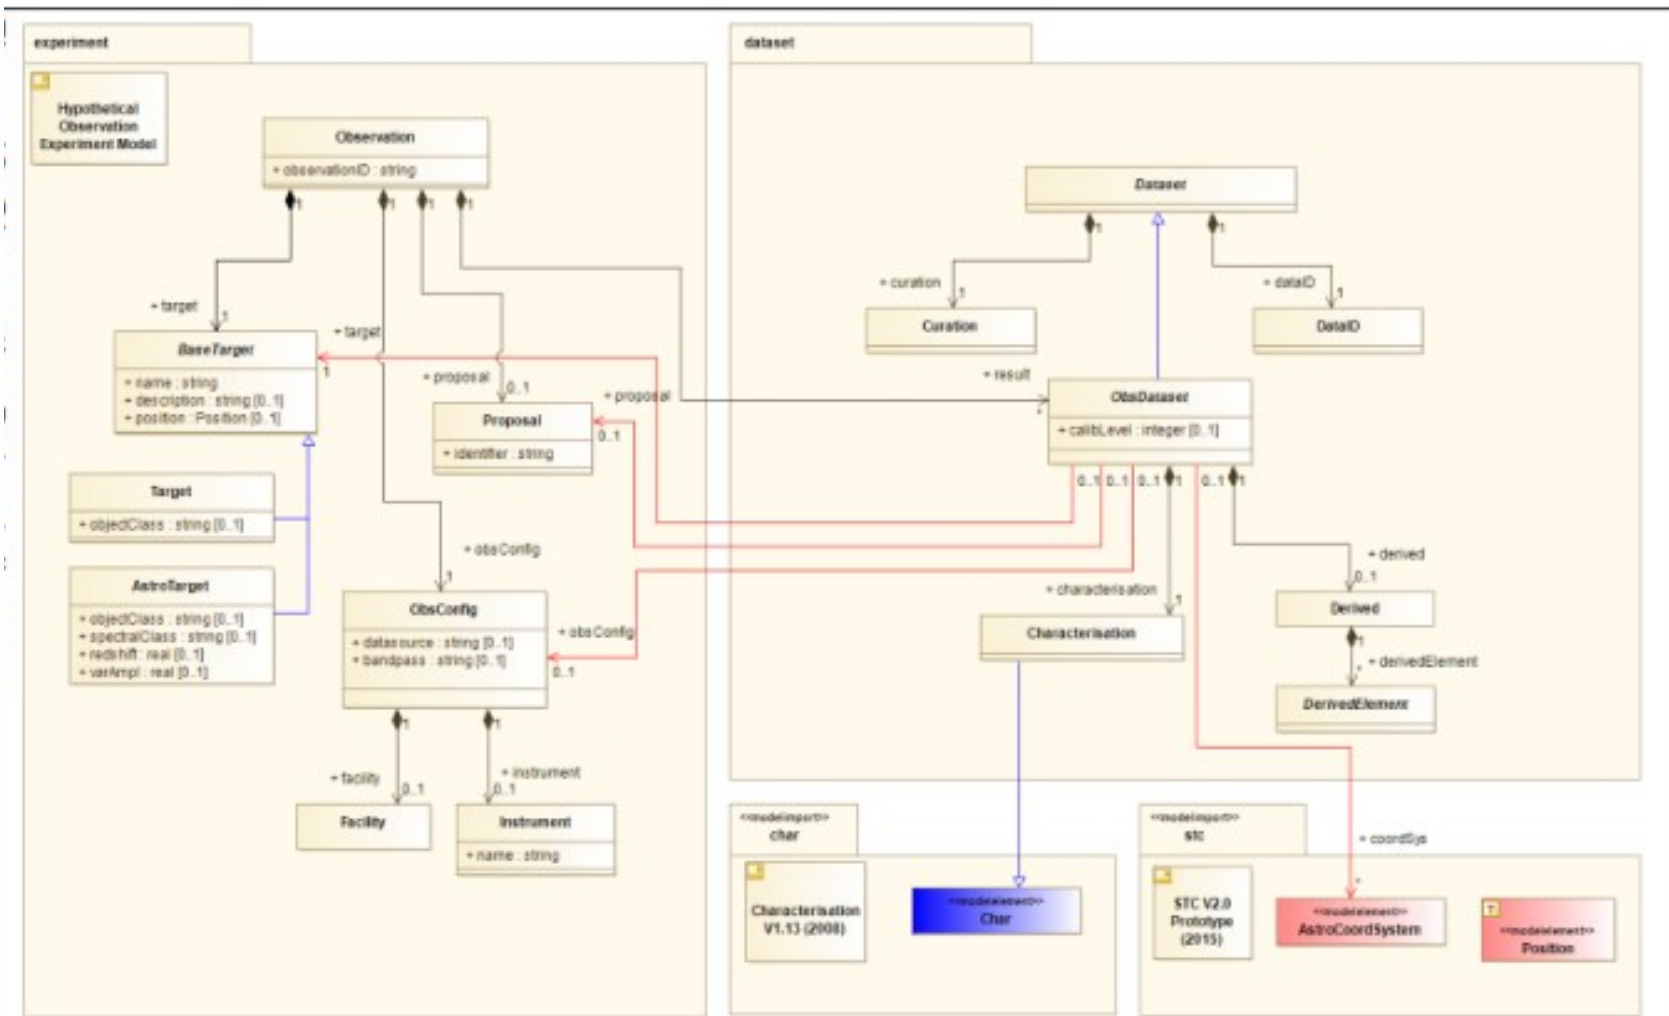 experiment
Hypothetical
Observation
Experiment Model
Observation
+ observationID : string
1
1
1
1
+ target
1
BaseTarget
+ name : string
+ description : string [0..1]
+ position : Position [0..1]
+ target
1
+ proposal
0..1
Proposal
+ identifier : string
+ proposal
0..1
Target
+ objectClass : string [0..1]
AstroTarget
+ objectClass : string [0..1]
+ spectralClass : string [0..1]
+ redshift : real [0..1]
+ varAmpl : real [0..1]
+ obsConfig
1
ObsConfig
+ datasource : string [0..1]
+ bandpass : string [0..1]
+ obsConfig
0..1
1
1
+ facility
0..1
+ instrument
0..1
Facility
Instrument
+ name : string
dataset
Dataset
1
1
+ curation
1
+ dataID
1
Curation
DataID
+ result
*
ObsDataset
+ calibLevel : integer [0..1]
0..1
0..1
0..1
1
0..1
1
+ derived
0..1
+ characterisation
1
Characterisation
Derived
1
+ derivedElement
*
DerivedElement
<<modelimport>>
char
Characterisation
V1.13 (2008)
<<modelelement>>
Char
<<modelimport>>
stc
+ coordSys
*
STC V2.0
Prototype
(2015)
<<modelelement>>
AstroCoordSystem
T
<<modelelement>>
Position